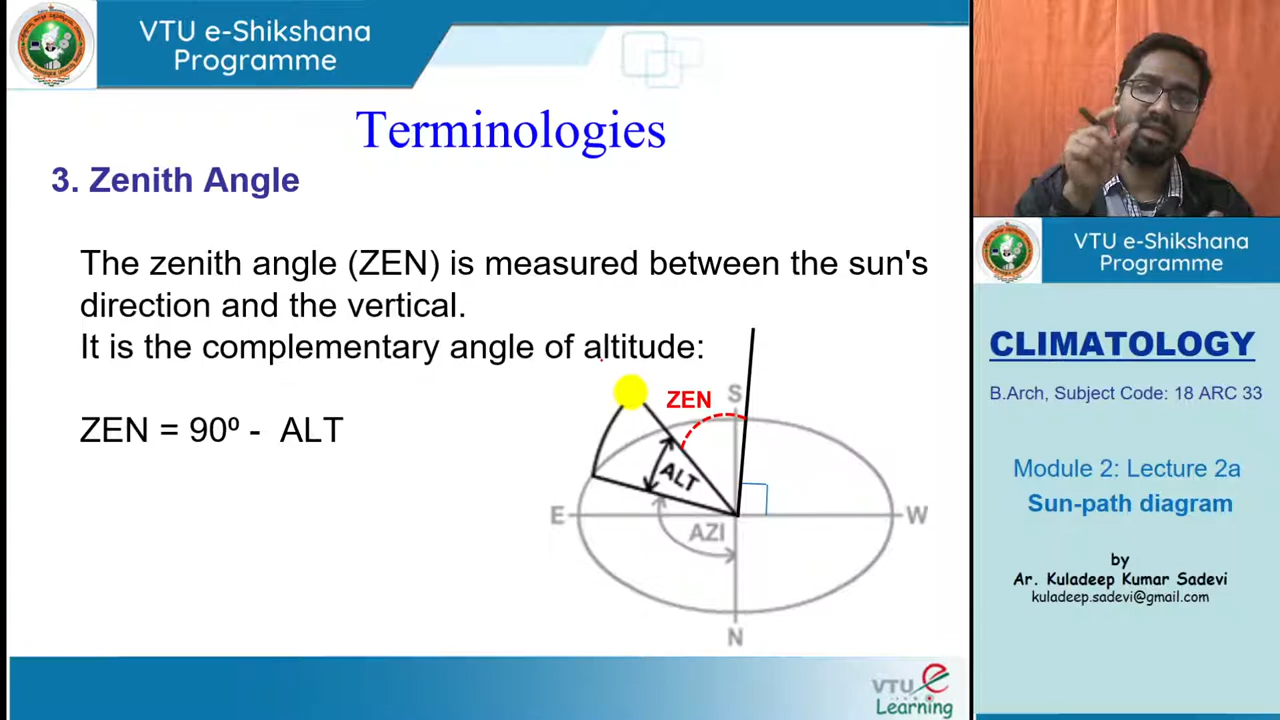 VTU e-Shikshana
Programme
Terminologies
3. Zenith Angle
The zenith angle (ZEN) is measured between the sun's
direction and the vertical.
It is the complementary angle of altitude:
ZEN = 90º - ALT
ZEN
S
ALT
E
W
AZI
N
VTU e
Learning
VTU e-Shikshana
Programme
CLIMATOLOGY
B.Arch, Subject Code: 18 ARC 33
Module 2: Lecture 2a
Sun-path diagram
by
Ar. Kuladeep Kumar Sadevi
kuladeep.sadevi@gmail.com